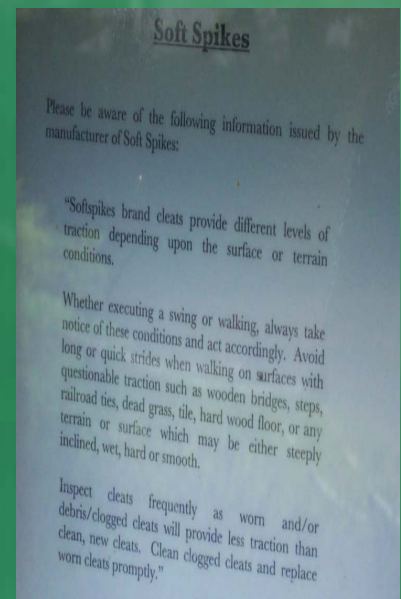 Soft Spikes
Please be aware of the following information issued by the
manufacturer of Soft Spikes:
“Softspikes brand cleats provide different levels of
traction depending upon the surface or terrain
conditions.
Whether executing a swing or walking, always take
notice of these conditions and act accordingly. Avoid
long or quick strides when walking on surfaces with
questionable traction such as wooden bridges, steps,
railroad ties, dead grass, tile, hard wood floor, or any
terrain or surface which may be either steeply
inclined, wet, hard or smooth.
Inspect cleats frequently as worn and/or
debris/clogged cleats will provide less traction than
clean, new cleats. Clean clogged cleats and replace
worn cleats promptly.”